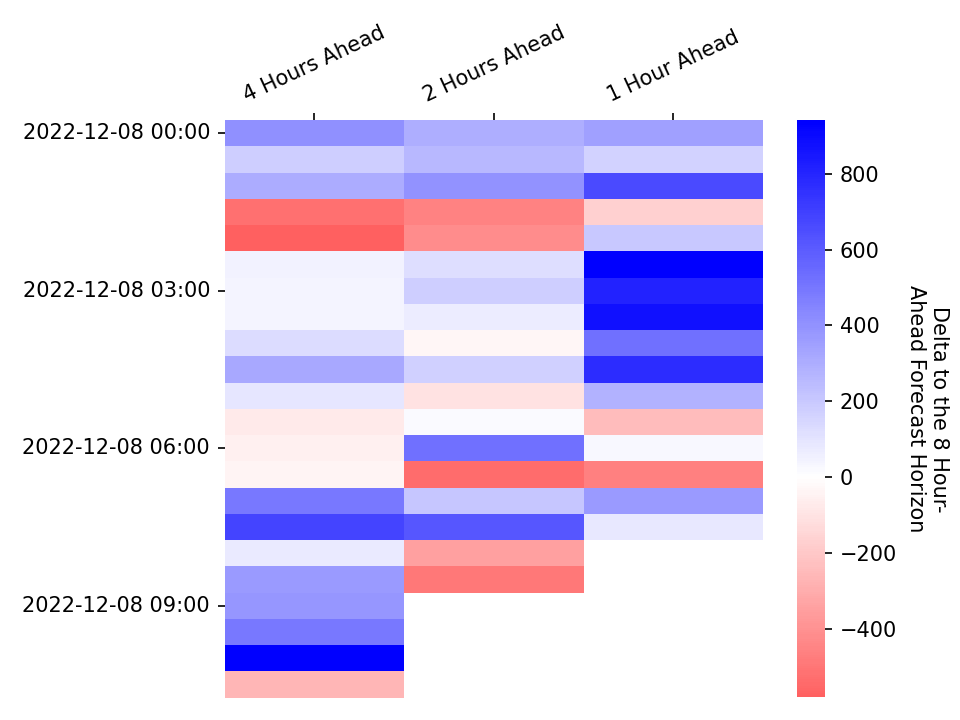 4 Hours Ahead
2 Hours Ahead
1 Hour Ahead
2022-12-08 00:00
2022-12-08 03:00
2022-12-08 06:00
2022-12-08 09:00
800
600
400
200
0
−200
−400
Delta to the 8 Hour-
Ahead Forecast Horizon